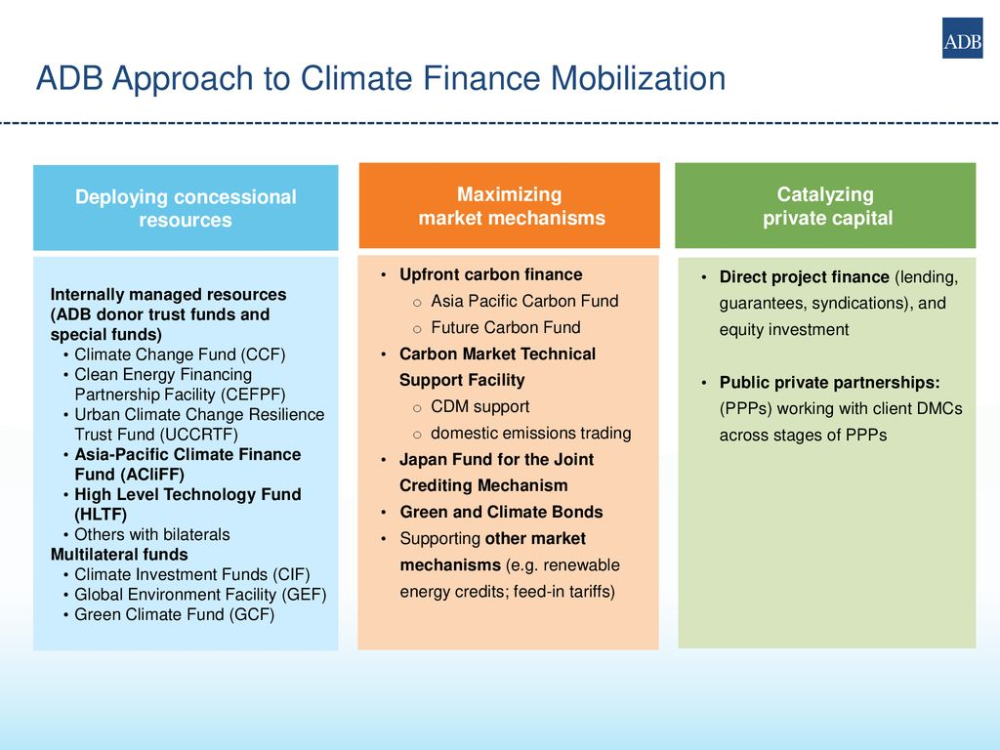 ADB
ADB Approach to Climate Finance Mobilization
Deploying concessional
resources
Internally managed resources
(ADB donor trust funds and
special funds)
• Climate Change Fund (CCF)
• Clean Energy Financing
Partnership Facility (CEFPF)
• Urban Climate Change Resilience
Trust Fund (UCCRTF)
• Asia-Pacific Climate Finance
Fund (ACliFF)
• High Level Technology Fund
(HLTF)
• Others with bilaterals
Multilateral funds
• Climate Investment Funds (CIF)
• Global Environment Facility (GEF)
• Green Climate Fund (GCF)
Maximizing
market mechanisms
• Upfront carbon finance
o Asia Pacific Carbon Fund
o Future Carbon Fund
• Carbon Market Technical
Support Facility
o CDM support
o domestic emissions trading
• Japan Fund for the Joint
Crediting Mechanism
• Green and Climate Bonds
• Supporting other market
mechanisms (e.g. renewable
energy credits; feed-in tariffs)
Catalyzing
private capital
• Direct project finance (lending,
guarantees, syndications), and
equity investment
• Public private partnerships:
(PPPs) working with client DMCs
across stages of PPPs